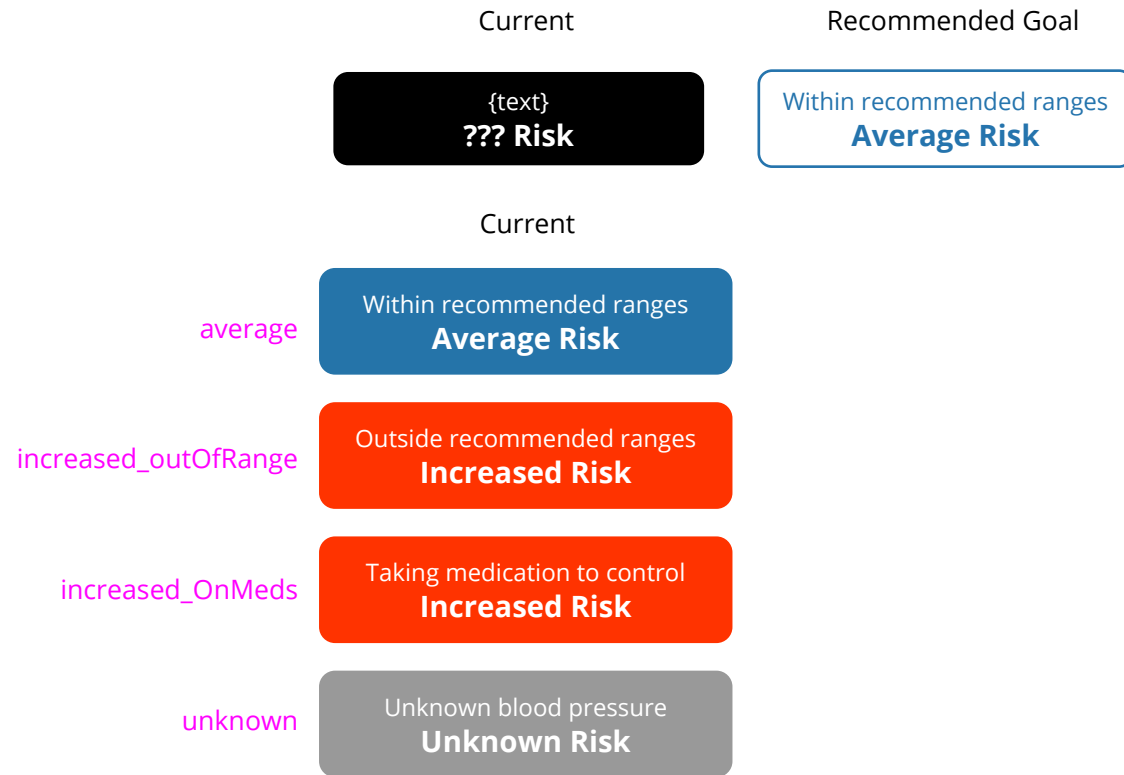 Current
Recommended Goal
{text}
??? Risk
Within recommended ranges
Average Risk
Current
average
Within recommended ranges
Average Risk
increased_outOfRange
Outside recommended ranges
Increased Risk
increased_OnMeds
Taking medication to control
Increased Risk
unknown
Unknown blood pressure
Unknown Risk